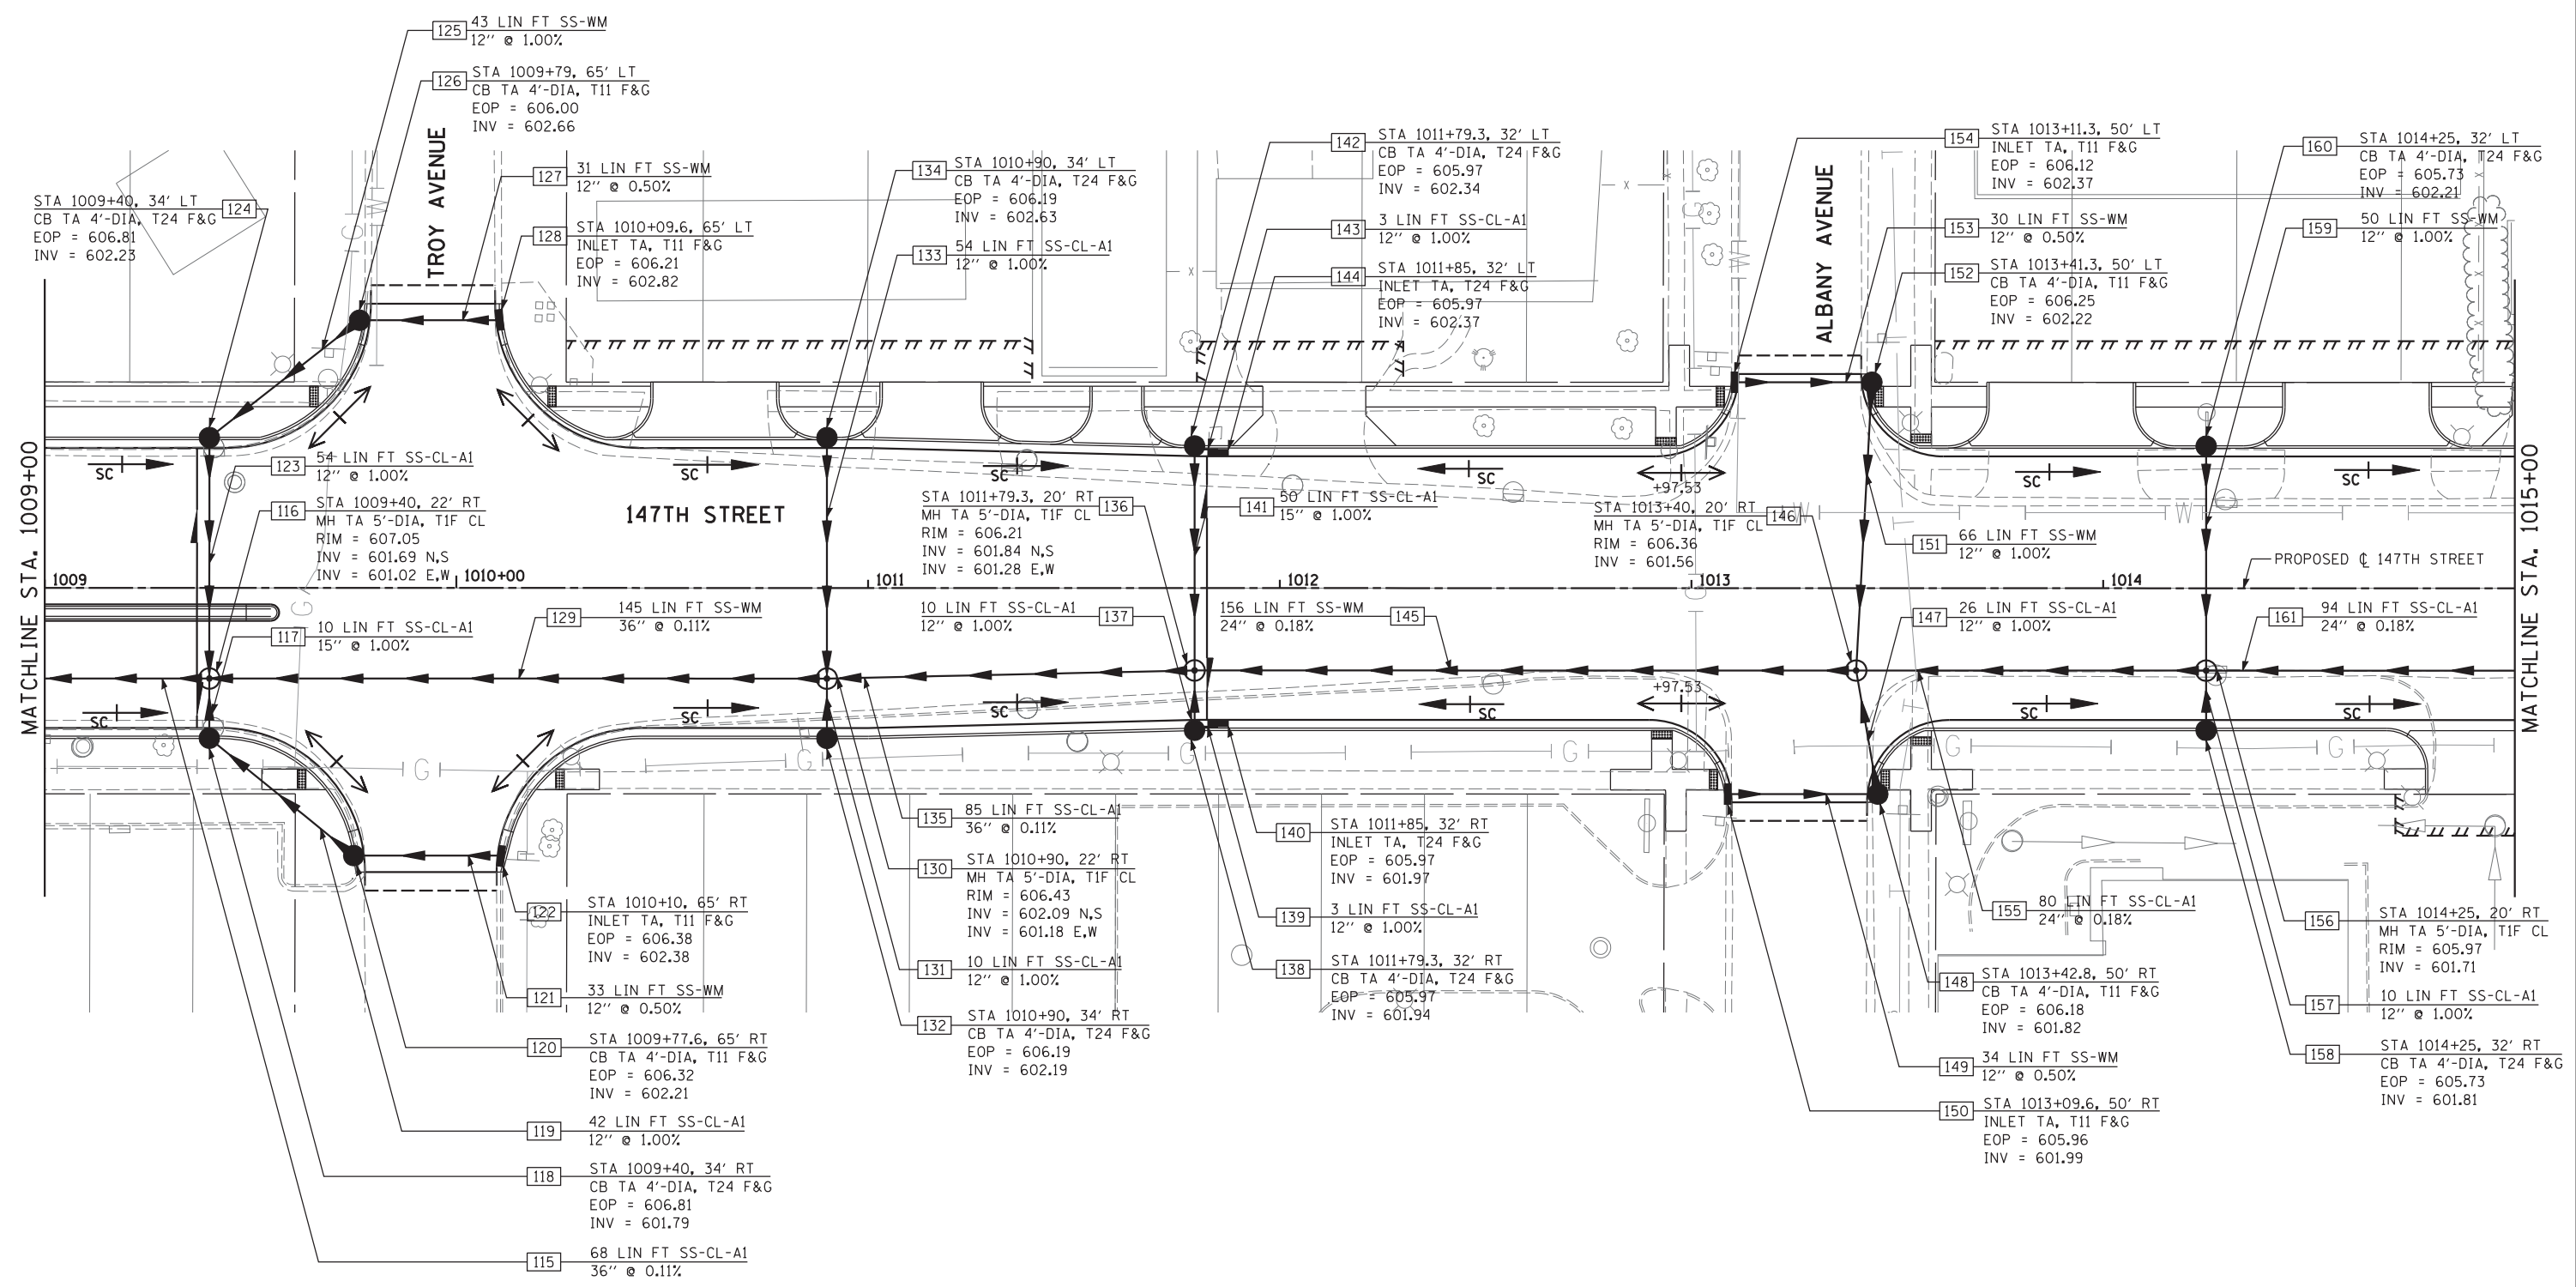 125 43 LIN FT SS-WM
12'' @ 1.00%
126 STA 1009+79, 65' LT
CB TA 4'-DIA, T11 F&G
EOP = 606.00
INV = 602.66
TROY AVENUE
STA 1009+40, 34' LT
CB TA 4'-DIA, T24 F&G
EOP = 606.81
INV = 602.23
124
127 31 LIN FT SS-WM
12'' @ 0.50%
128 STA 1010+09.6, 65' LT
INLET TA, T11 F&G
EOP = 606.21
INV = 602.82
134 STA 1010+90, 34' LT
CB TA 4'-DIA, T24 F&G
EOP = 606.19
INV = 602.63
133 54 LIN FT SS-CL-A1
12'' @ 1.00%
142 STA 1011+79.3, 32' LT
CB TA 4'-DIA, T24 F&G
EOP = 605.97
INV = 602.34
143 3 LIN FT SS-CL-A1
12'' @ 1.00%
144 STA 1011+85, 32' LT
INLET TA, T24 F&G
EOP = 605.97
INV = 602.37
ALBANY AVENUE
154 STA 1013+11.3, 50' LT
INLET TA, T11 F&G
EOP = 606.12
INV = 602.37
153 30 LIN FT SS-WM
12'' @ 0.50%
152 STA 1013+41.3, 50' LT
CB TA 4'-DIA, T11 F&G
EOP = 606.25
INV = 602.22
160 STA 1014+25, 32' LT
CB TA 4'-DIA, T24 F&G
EOP = 605.73
INV = 602.21
159 50 LIN FT SS-WM
12'' @ 1.00%
MATCHLINE STA. 1009+00
SC
SC
SC
SC
SC
SC
123 54 LIN FT SS-CL-A1
12'' @ 1.00%
116 STA 1009+40, 22' RT
MH TA 5'-DIA, T1F CL
RIM = 607.05
INV = 601.69 N,S
INV = 601.02 E,W
147TH STREET
STA 1011+79.3, 20' RT
MH TA 5'-DIA, T1F CL
RIM = 606.21
INV = 601.84 N,S
INV = 601.28 E,W
136
141 50 LIN FT SS-CL-A1
15'' @ 1.00%
+97.53
STA 1013+40, 20' RT
MH TA 5'-DIA, T1F CL
RIM = 606.36
INV = 601.56
146
151 66 LIN FT SS-WM
12'' @ 1.00%
PROPOSED ℄ 147TH STREET
MATCHLINE STA. 1015+00
1009
1010+00
1011
1012
1013
1014
117 10 LIN FT SS-CL-A1
15'' @ 1.00%
129 145 LIN FT SS-WM
36'' @ 0.11%
10 LIN FT SS-CL-A1 137
12'' @ 1.00%
156 LIN FT SS-WM 145
24'' @ 0.18%
147 26 LIN FT SS-CL-A1
12'' @ 1.00%
161 94 LIN FT SS-CL-A1
24'' @ 0.18%
+97.53
SC
SC
SC
SC
SC
SC
G
G
G
G
G
G
135 85 LIN FT SS-CL-A1
36'' @ 0.11%
130 STA 1010+90, 22' RT
MH TA 5'-DIA, T1F CL
RIM = 606.43
INV = 602.09 N,S
INV = 601.18 E,W
131 10 LIN FT SS-CL-A1
12'' @ 1.00%
132 STA 1010+90, 34' RT
CB TA 4'-DIA, T24 F&G
EOP = 606.19
INV = 602.19
140 STA 1011+85, 32' RT
INLET TA, T24 F&G
EOP = 605.97
INV = 601.97
139 3 LIN FT SS-CL-A1
12'' @ 1.00%
138 STA 1011+79.3, 32' RT
CB TA 4'-DIA, T24 F&G
EOP = 605.97
INV = 601.94
122 STA 1010+10, 65' RT
INLET TA, T11 F&G
EOP = 606.38
INV = 602.38
121 33 LIN FT SS-WM
12'' @ 0.50%
120 STA 1009+77.6, 65' RT
CB TA 4'-DIA, T11 F&G
EOP = 606.32
INV = 602.21
119 42 LIN FT SS-CL-A1
12'' @ 1.00%
118 STA 1009+40, 34' RT
CB TA 4'-DIA, T24 F&G
EOP = 606.81
INV = 601.79
115 68 LIN FT SS-CL-A1
36'' @ 0.11%
155 80 LIN FT SS-CL-A1
24'' @ 0.18%
148 STA 1013+42.8, 50' RT
CB TA 4'-DIA, T11 F&G
EOP = 606.18
INV = 601.82
149 34 LIN FT SS-WM
12'' @ 0.50%
150 STA 1013+09.6, 50' RT
INLET TA, T11 F&G
EOP = 605.96
INV = 601.99
156 STA 1014+25, 20' RT
MH TA 5'-DIA, T1F CL
RIM = 605.97
INV = 601.71
157 10 LIN FT SS-CL-A1
12'' @ 1.00%
158 STA 1014+25, 32' RT
CB TA 4'-DIA, T24 F&G
EOP = 605.73
INV = 601.81